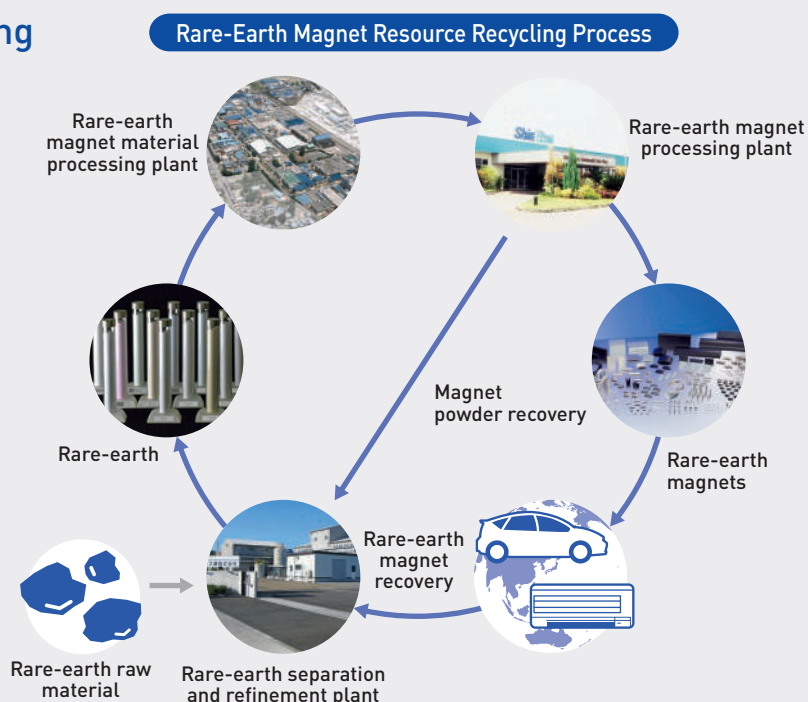 ng
Rare-Earth Magnet Resource Recycling Process
Rare-earth
magnet material
processing plant
Rare-earth magnet
processing plant
Magnet
powder recovery
Rare-earth
Rare-earth
magnets
Rare-earth
magnet
recovery
Rare-earth raw
material
Rare-earth separation
and refinement plant